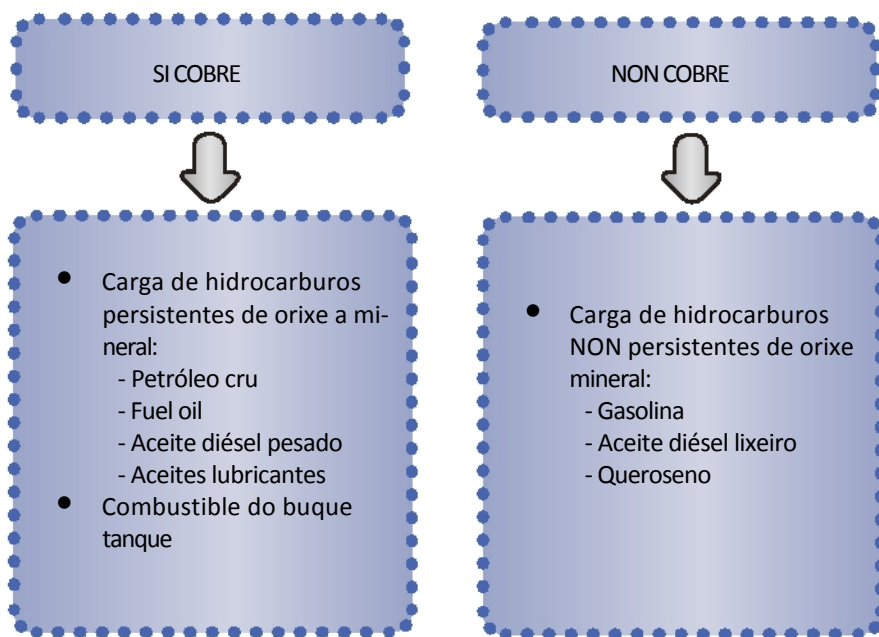 SI COBRE
NON COBRE
• Carga de hidrocarburos
persistentes de orixe a mi-
neral:
- Petróleo cru
- Fuel oil
- Aceite diésel pesado
- Aceites lubricantes
• Combustible do buque
tanque
• Carga de hidrocarburos
NON persistentes de orixe
mineral:
- Gasolina
- Aceite diésel lixeiro
- Queroseno